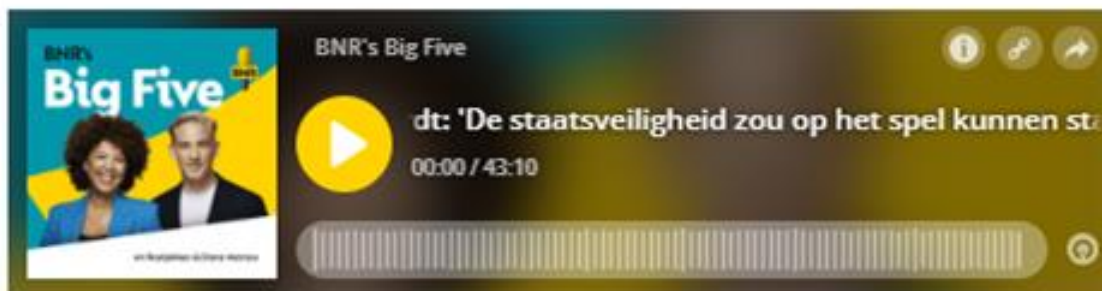 BNR's
Big Five
BNR
BNR's Big Five
dt: 'De staatsveiligheid zou op het spel kunnen sta
00:00 / 43:10